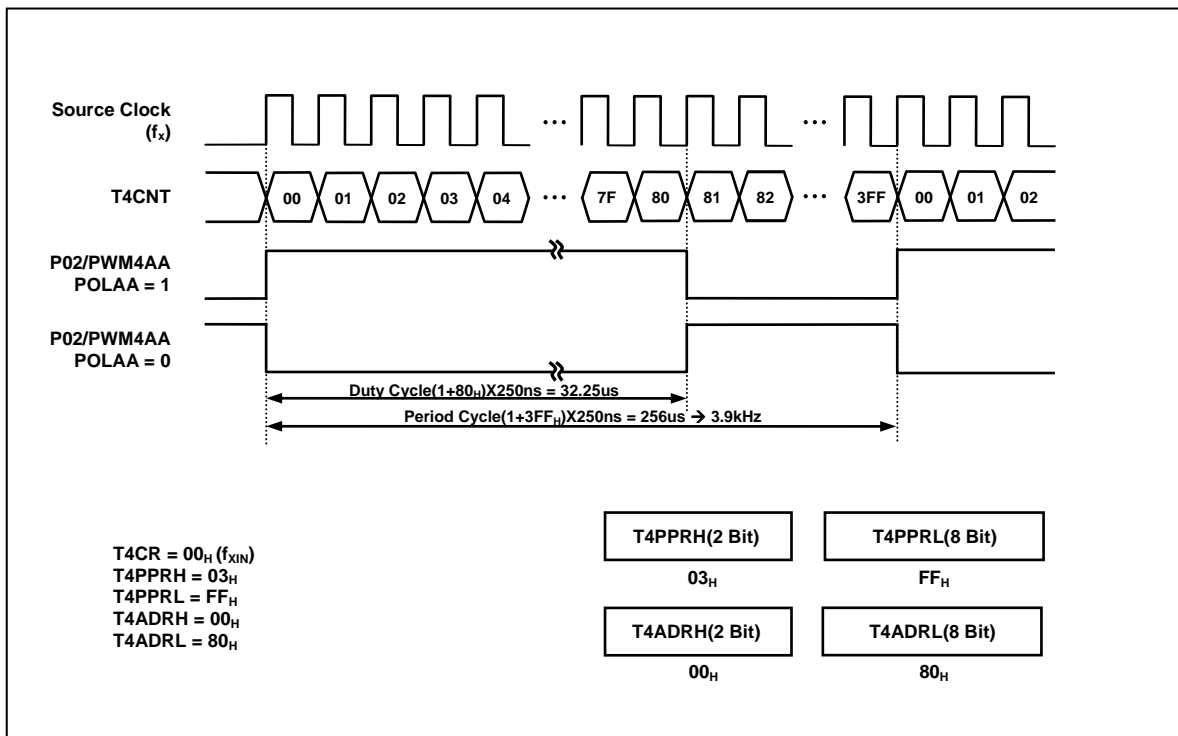 Source Clock
(fx)
...
...
T4CNT
00 01 02 03 04 ... 7F 80 81 82 ... 3FF 00 01 02
P02/PWM4AA
POLAA = 1
P02/PWM4AA
POLAA = 0
Duty Cycle(1+80H)X250ns = 32.25us
Period Cycle(1+3FFH)X250ns = 256us → 3.9kHz
T4CR = 00H (fXIN)
T4PPRH = 03H
T4PPRL = FFH
T4ADRH = 00H
T4ADRL = 80H
T4PPRH(2 Bit) T4PPRL(8 Bit)
03H FFH
T4ADRH(2 Bit) T4ADRL(8 Bit)
00H 80H